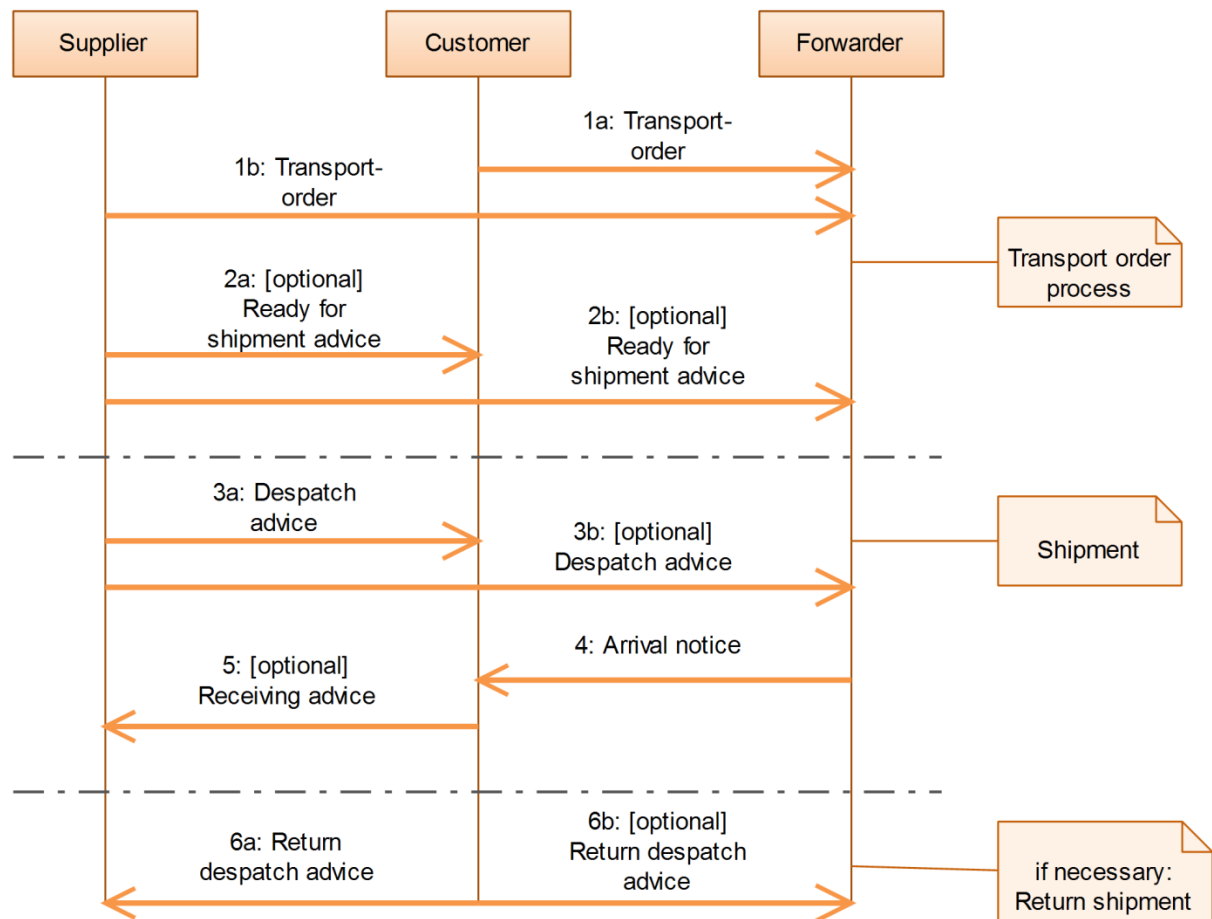 Supplier
Customer
Forwarder
1a: Transport-
order
1b: Transport-
order
Transport order
process
2a: [optional]
Ready for
shipment advice
2b: [optional]
Ready for
shipment advice
3a: Despatch
advice
3b: [optional]
Despatch advice
Shipment
4: Arrival notice
5: [optional]
Receiving advice
6a: Return
despatch advice
6b: [optional]
Return despatch
advice
if necessary:
Return shipment